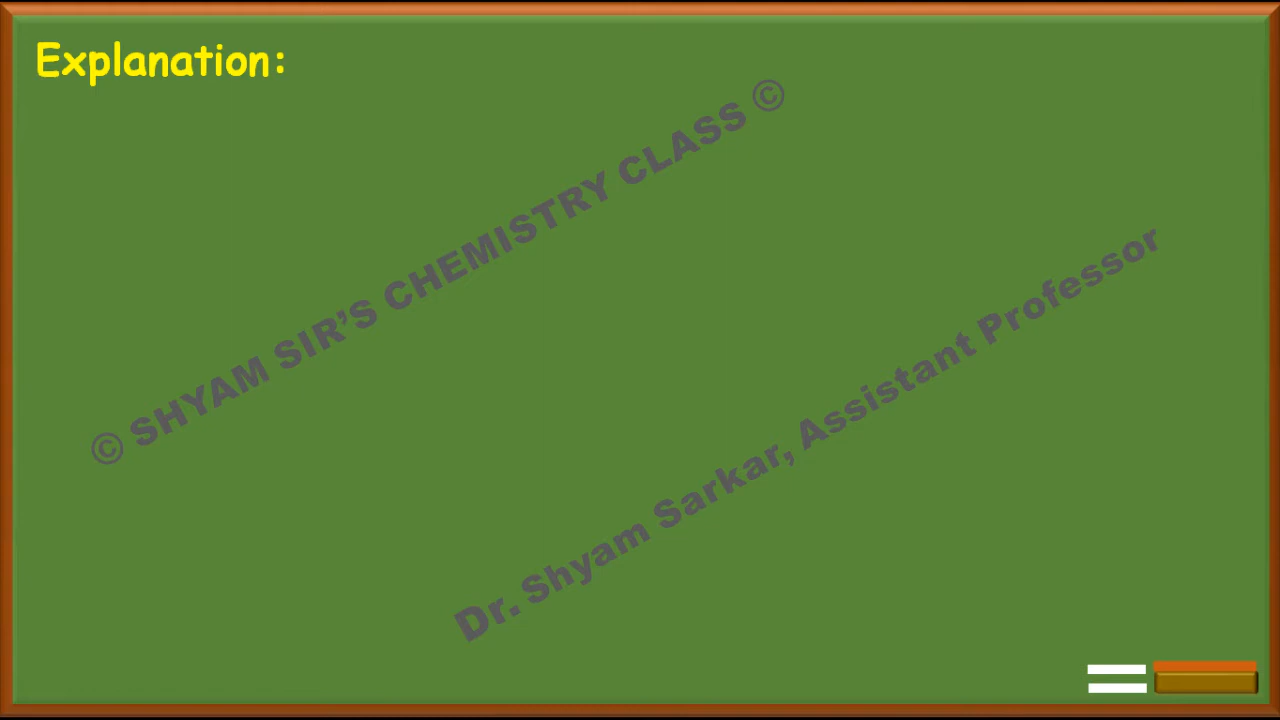 Explanation:
© SHYAM SIR’S CHEMISTRY CLASS ©
Dr. Shyam Sarkar, Assistant Professor